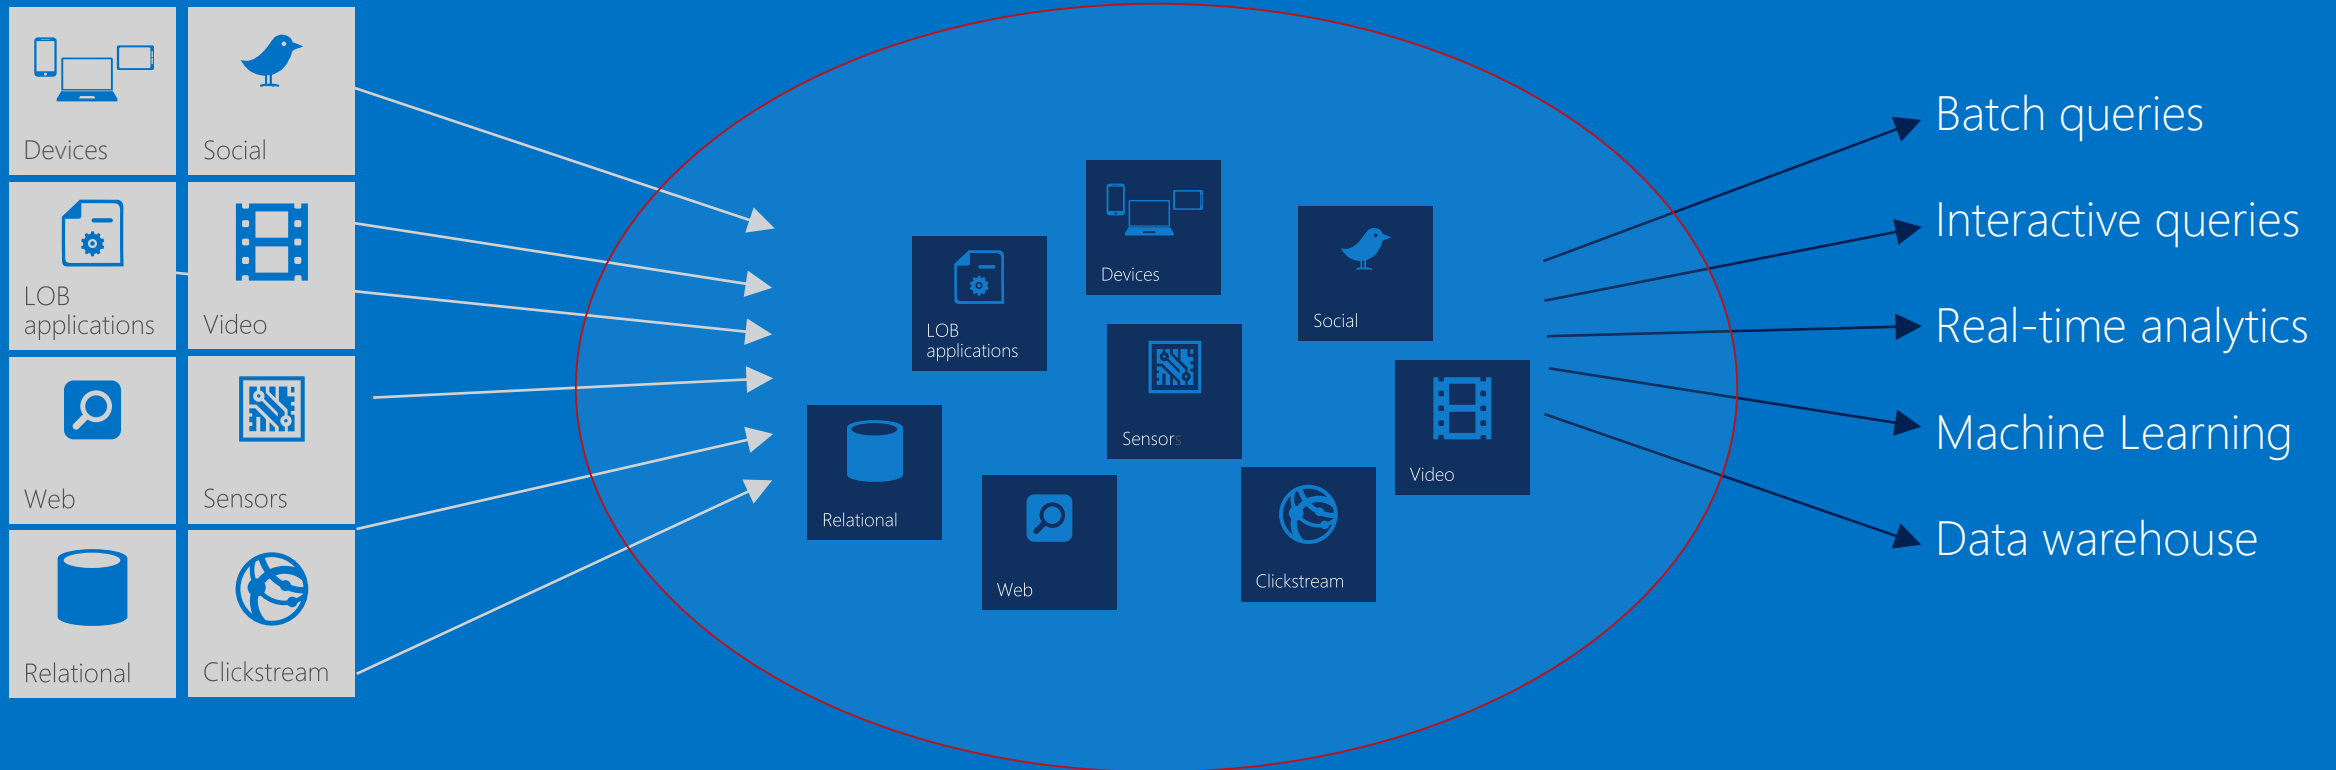 Devices
Social
LOB
applications
Video
Web
Sensors
Relational
Clickstream
Devices
Social
LOB
applications
Sensors
Video
Relational
Web
Clickstream
Batch queries
Interactive queries
Real-time analytics
Machine Learning
Data warehouse